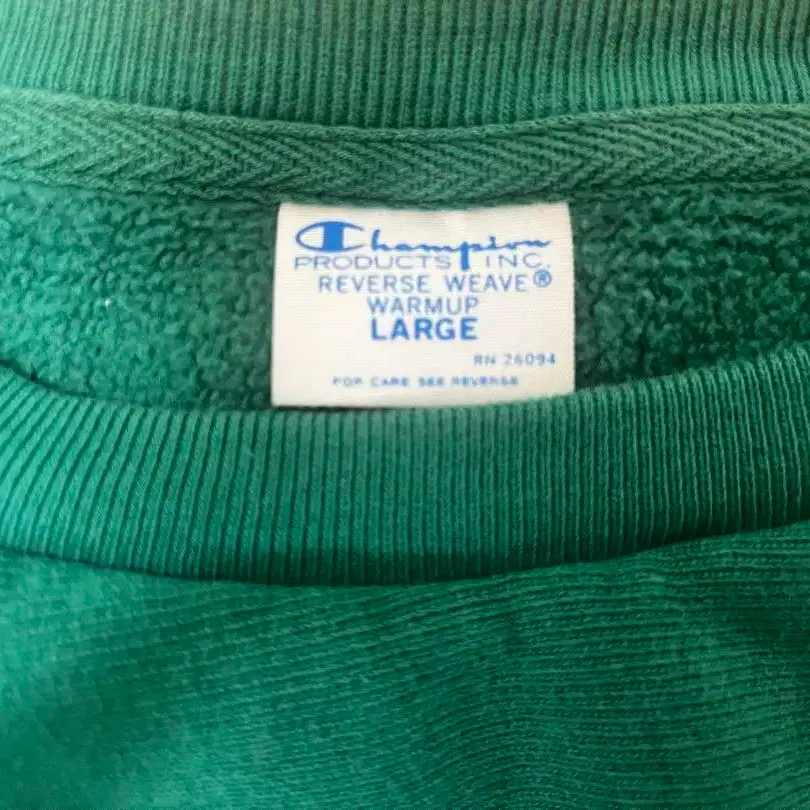 Champion
PRODUCTS INC.
REVERSE WEAVE®
WARMUP
LARGE
RN 26094
FOR CARE SEE REVERSE